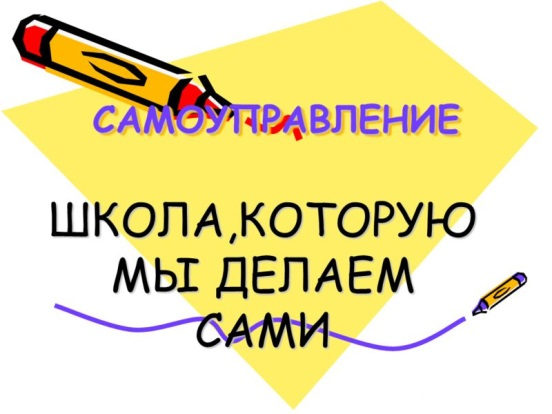 САМОУПРАВЛЕНИЕ
ШКОЛА,КОТОРУЮ
МЫ ДЕЛАЕМ
САМИ